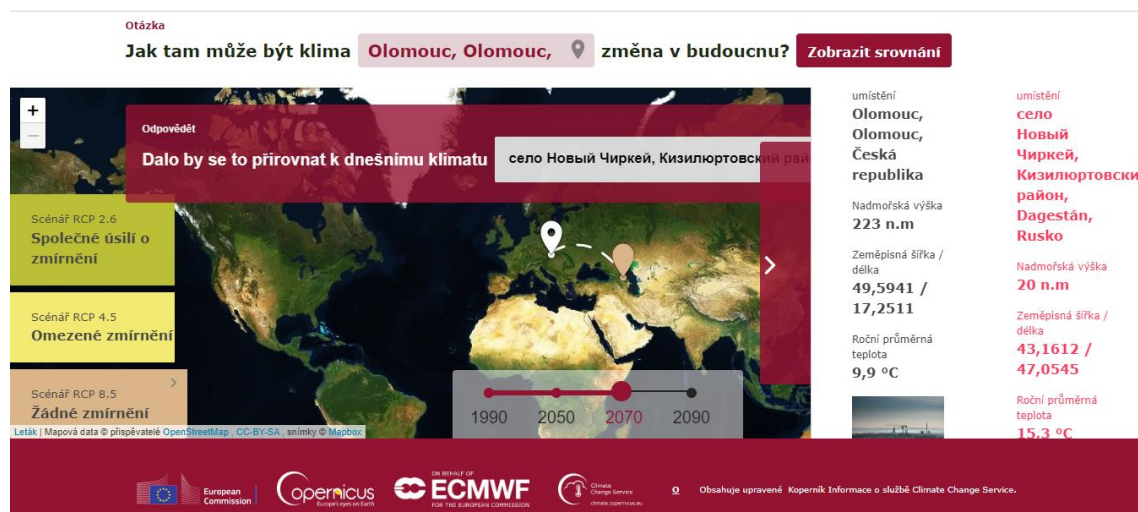 Otázka
Jak tam může být klima Olomouc, Olomouc, změna v budoucnu? Zobrazit srovnání
+
−
Odpovědět
Dalo by se to přirovnat k dnešnímu klimatu село Новый Чиркей, Кизилюртовский рай
Scénář RCP 2.6
Společné úsilí o
zmírnění
Scénář RCP 4.5
Omezené zmírnění
Scénář RCP 8.5
Žádné zmírnění
1990 2050 2070 2090
Leták | Mapová data © přispěvatelé OpenStreetMap , CC-BY-SA , snímky © Mapbox
umístění
Olomouc,
Olomouc,
Česká
republika
Nadmořská výška
223 n.m
Zeměpisná šířka /
délka
49,5941 /
17,2511
Roční průměrná
teplota
9,9 °C
umístění
село
Новый
Чиркей,
Кизилюртовски
район,
Dagestán,
Rusko
Nadmořská výška
20 n.m
Zeměpisná šířka /
délka
43,1612 /
47,0545
Roční průměrná
teplota
15,3 °C
European
Commission
Copernicus
Europe's eyes on Earth
ON BEHALF OF
ECMWF
FOR THE EUROPEAN COMMISSION
Climate
Change Service
climate.copernicus.eu
o Obsahuje upravené Koperník Informace o službě Climate Change Service.